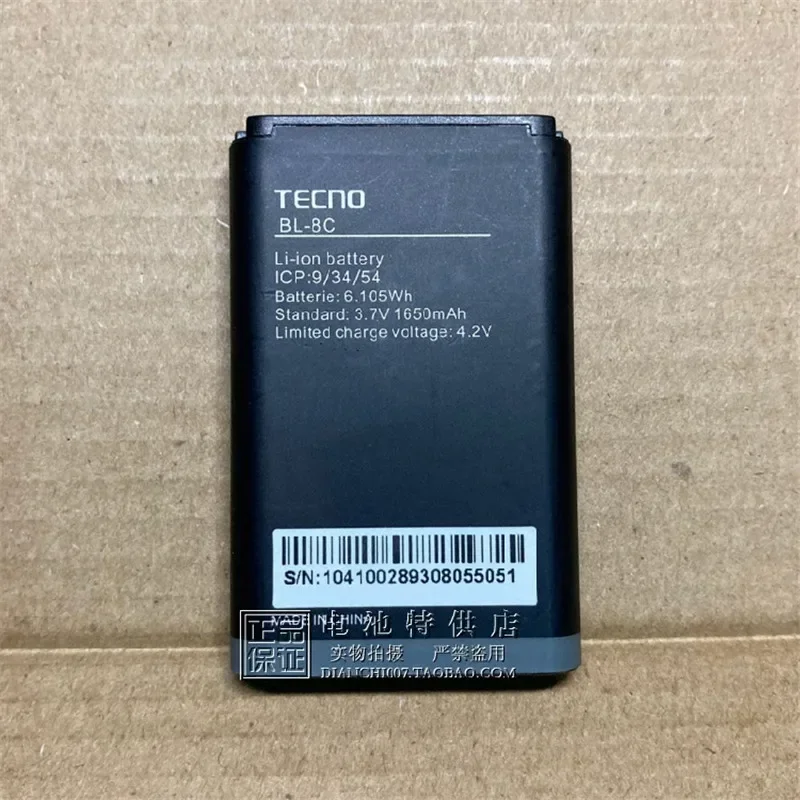 TECNO
BL-8C
Li-ion battery
ICP:9/34/54
Batterie: 6.105Wh
Standard: 3.7V 1650mAh
Limited charge voltage: 4.2V
S/N:104100289308055051
MADE IN CHINA
正品
保证
电池特供店
实物拍摄 严禁盗用
DIANCHI007.TAOBAO.COM